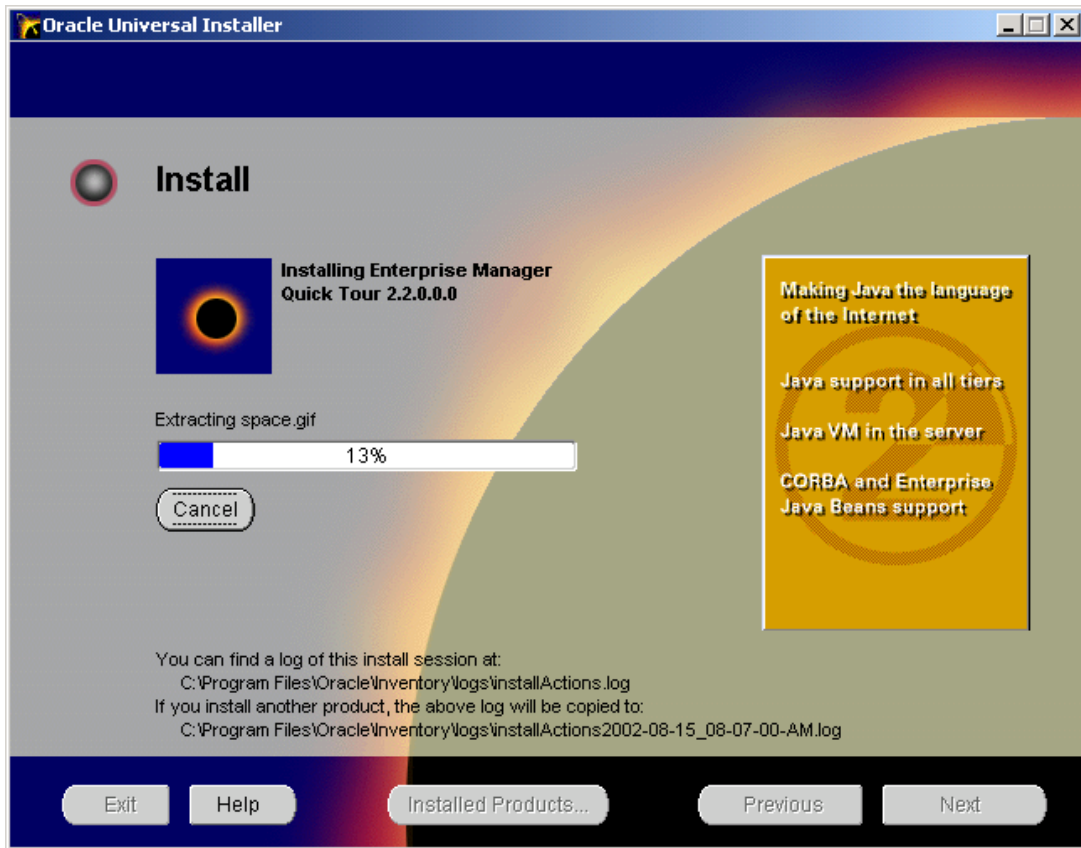 Oracle Universal Installer
Install
Installing Enterprise Manager
Quick Tour 2.2.0.0.0
Extracting space.gif
13%
Cancel
Making Java the language
of the Internet
Java support in all tiers
Java VM in the server
CORBA and Enterprise
Java Beans support
2
You can find a log of this install session at:
C:\Program Files\Oracle\Inventory\logs\installActions.log
If you install another product, the above log will be copied to:
C:\Program Files\Oracle\Inventory\logs\installActions2002-08-15_08-07-00-AM.log
Exit
Help
Installed Products...
Previous
Next